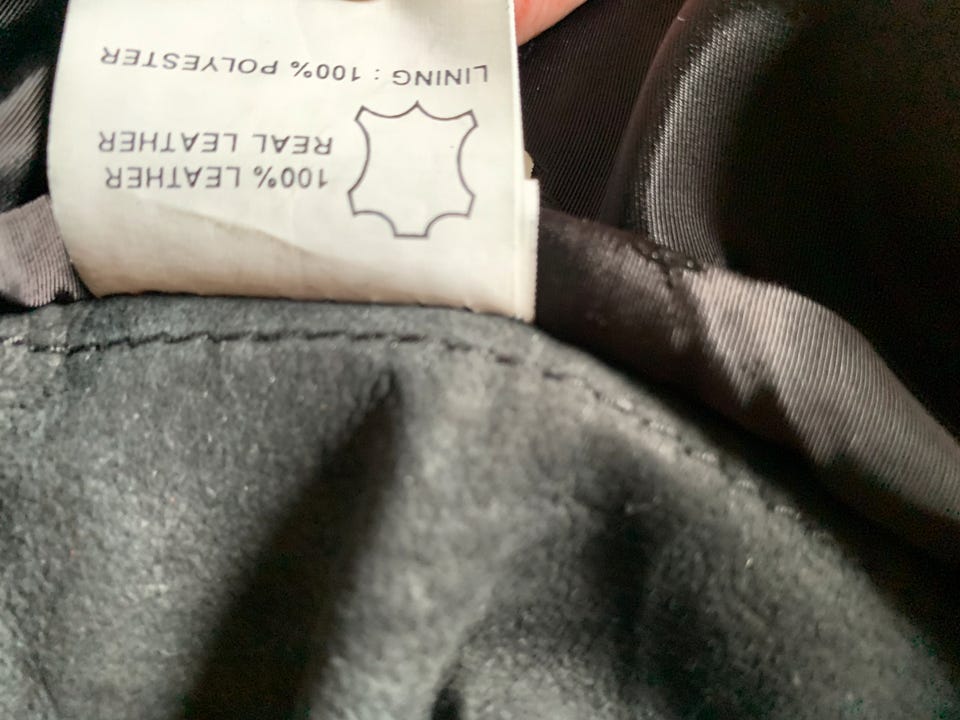 100% LEATHER
REAL LEATHER
LINING : 100% POLYESTER